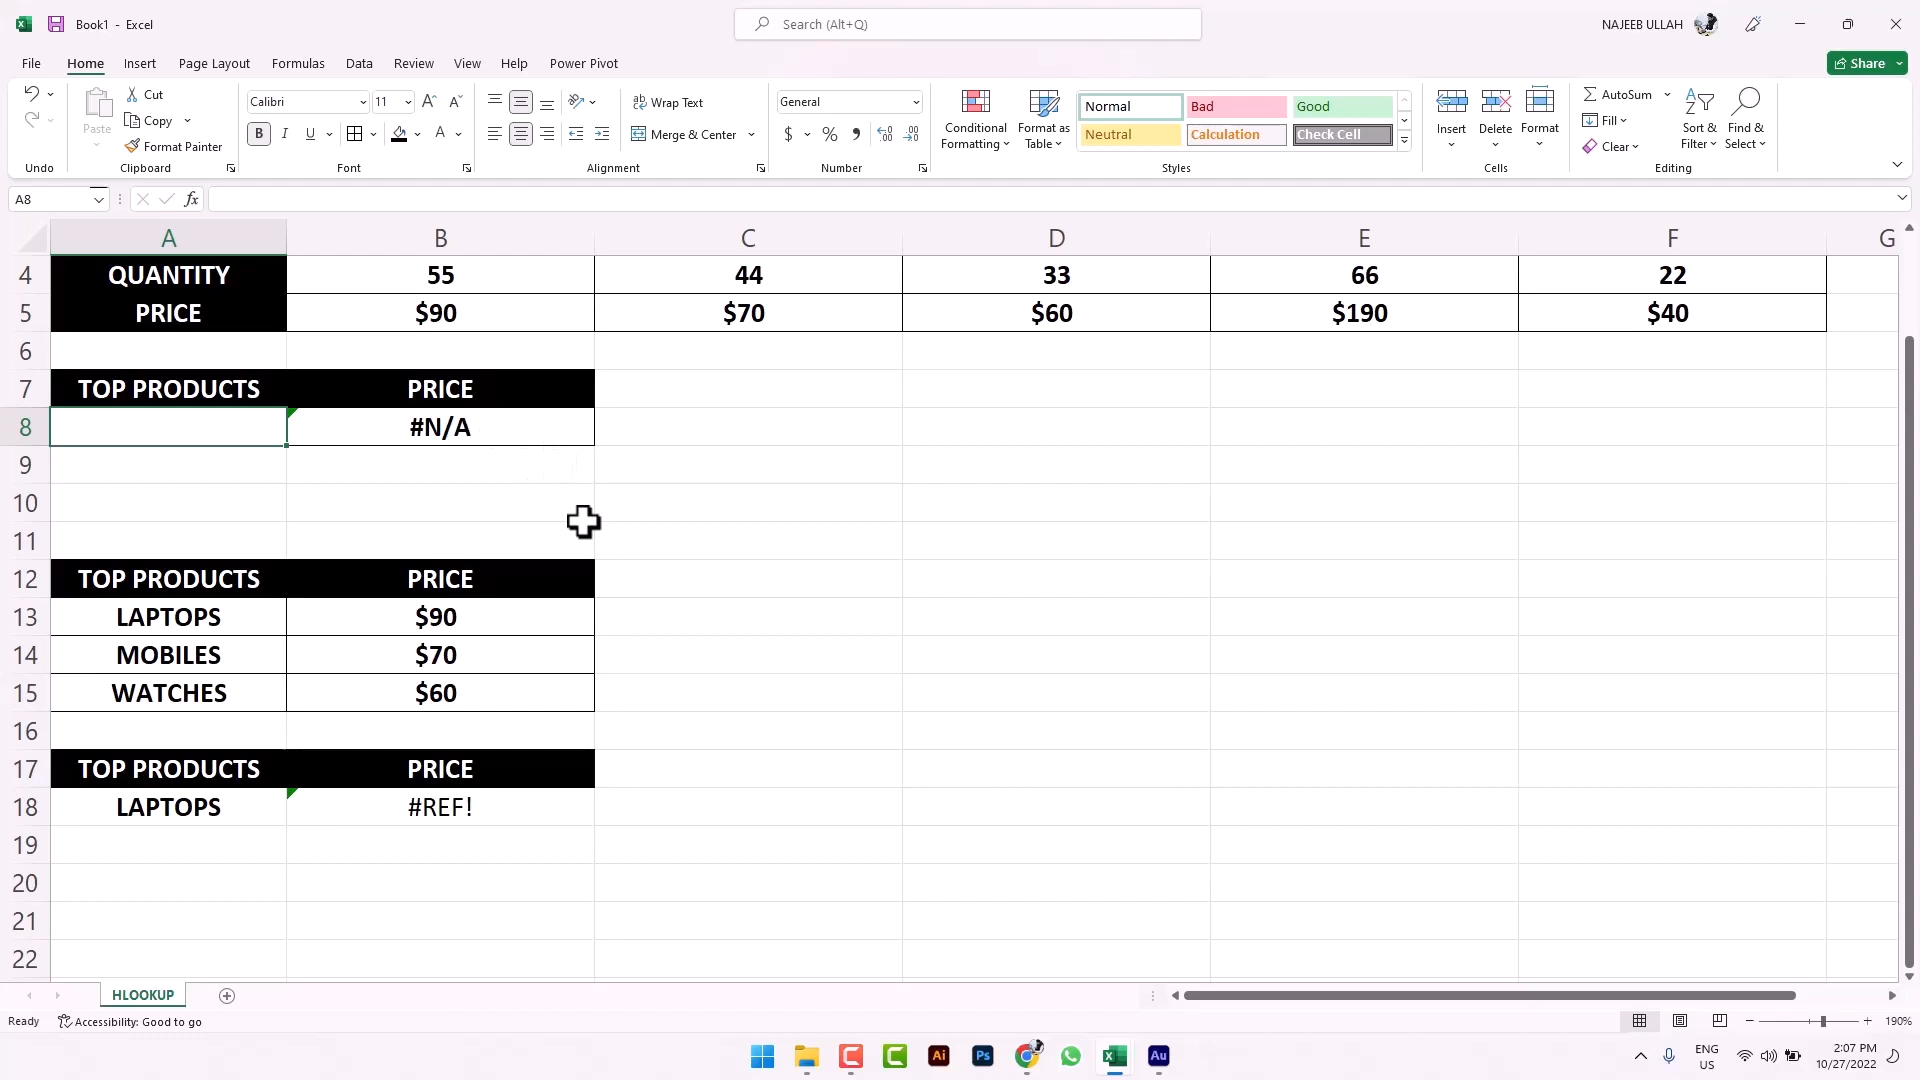 Book1 - Excel
Search (Alt+Q)
NAJEEB ULLAH
File Home Insert Page Layout Formulas Data Review View Help Power Pivot
Share
Paste
Cut
Copy
Format Painter
Calibri
11
B I U
A
Wrap Text
Merge & Center
General
$ % ,
Conditional Formatting
Format as Table
Normal Bad Good
Neutral Calculation Check Cell
Insert Delete Format
AutoSum
Fill
Clear
Sort & Filter
Find & Select
Undo Clipboard Font Alignment Number Styles Cells Editing
A8
fx
A B C D E F G
4 QUANTITY 55 44 33 66 22
5 PRICE $90 $70 $60 $190 $40
6
7 TOP PRODUCTS PRICE
8 #N/A
9
10
11
12 TOP PRODUCTS PRICE
13 LAPTOPS $90
14 MOBILES $70
15 WATCHES $60
16
17 TOP PRODUCTS PRICE
18 LAPTOPS #REF!
19
20
21
22
HLOOKUP
Ready Accessibility: Good to go
190%
Ai Ps Au
ENG US
2:07 PM
10/27/2022